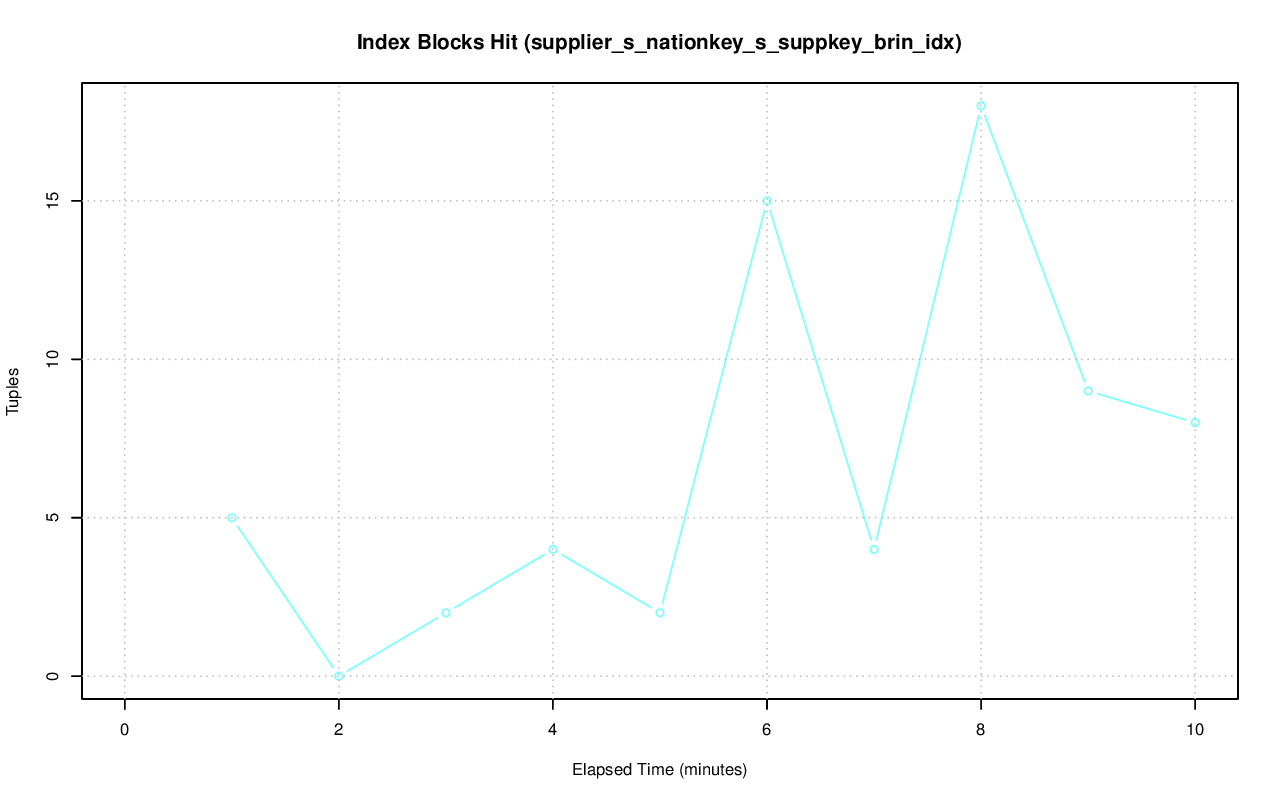 Index Blocks Hit (supplier_s_nationkey_s_suppkey_brin_idx)
Tuples
15
10
5
0
0 2 4 6 8 10
Elapsed Time (minutes)